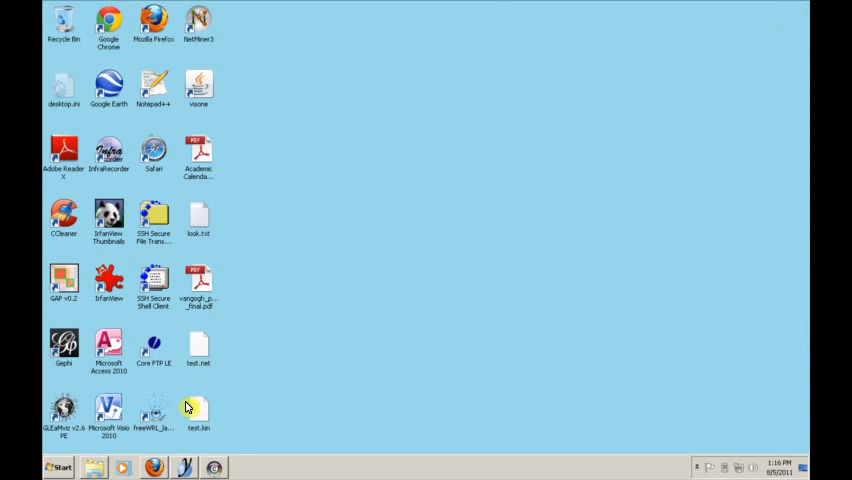 Recycle Bin
Google
Chrome
Mozilla Firefox
NetMiner3
desktop.ini
Google Earth
Notepad++
visone
PDF
Adobe Reader
X
InfraRecorder
Safari
Academic
Calenda...
CCleaner
IrfanView
Thumbnails
SSH Secure
File Trans...
look.txt
PDF
GAP v0.2
IrfanView
SSH Secure
Shell Client
vangogh_p...
_final.pdf
Gephi
Microsoft
Access 2010
Core FTP LE
test.net
GLEaMviz v2.6
PE
Microsoft Visio
2010
freeWRL_la...
test.kin
Start
1:16 PM
8/5/2011